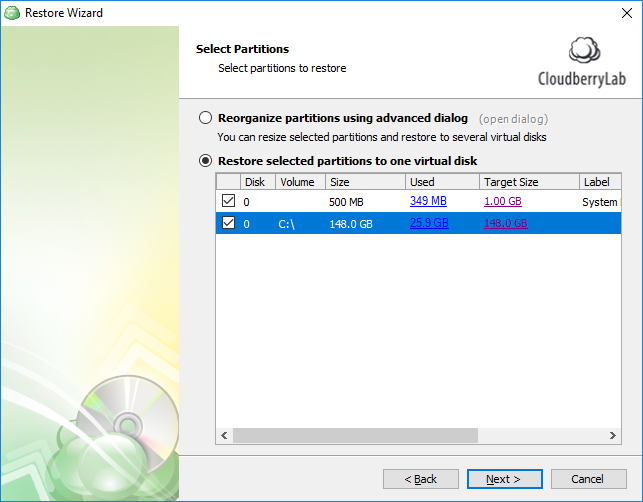 Restore Wizard
Select Partitions
Select partitions to restore
CloudberryLab
Reorganize partitions using advanced dialog (open dialog)
You can resize selected partitions and restore to several virtual disks
Restore selected partitions to one virtual disk
Disk Volume Size Used Target Size Label
0 500 MB 349 MB 1.00 GB System
0 C:\ 148.0 GB 25.9 GB 148.0 GB
< Back Next > Cancel